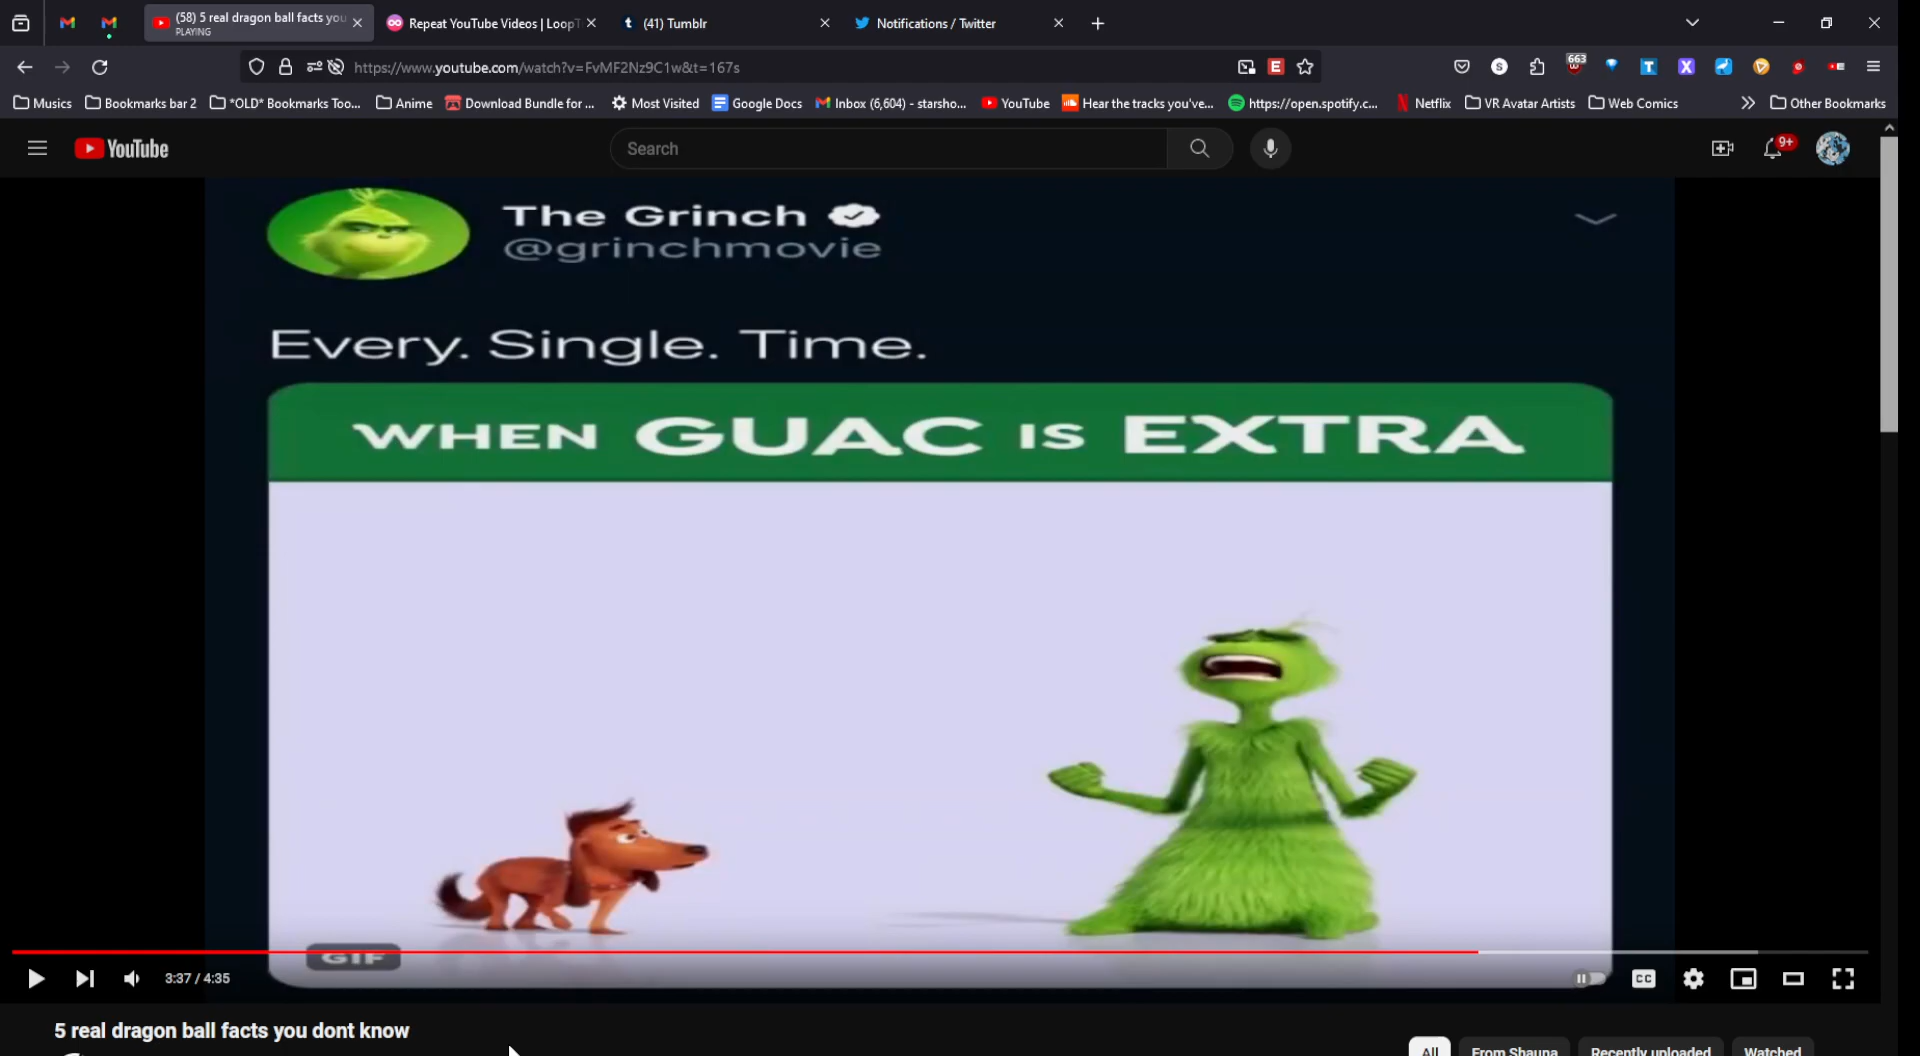 (58) 5 real dragon ball facts you
PLAYING
Repeat YouTube Videos | LoopT
(41) Tumblr
Notifications / Twitter
https://www.youtube.com/watch?v=FvMF2Nz9C1w&t=167s
E
S
663
T
X
Musics
Bookmarks bar 2
*OLD* Bookmarks Too...
Anime
Download Bundle for ...
Most Visited
Google Docs
Inbox (6,604) - starsho...
YouTube
Hear the tracks you've...
https://open.spotify.c...
Netflix
VR Avatar Artists
Web Comics
Other Bookmarks
YouTube
Search
9+
The Grinch
@grinchmovie
Every. Single. Time.
WHEN GUAC IS EXTRA
GIF
3:37 / 4:35
CC
5 real dragon ball facts you dont know
All
From Shauna
Recently uploaded
Watched